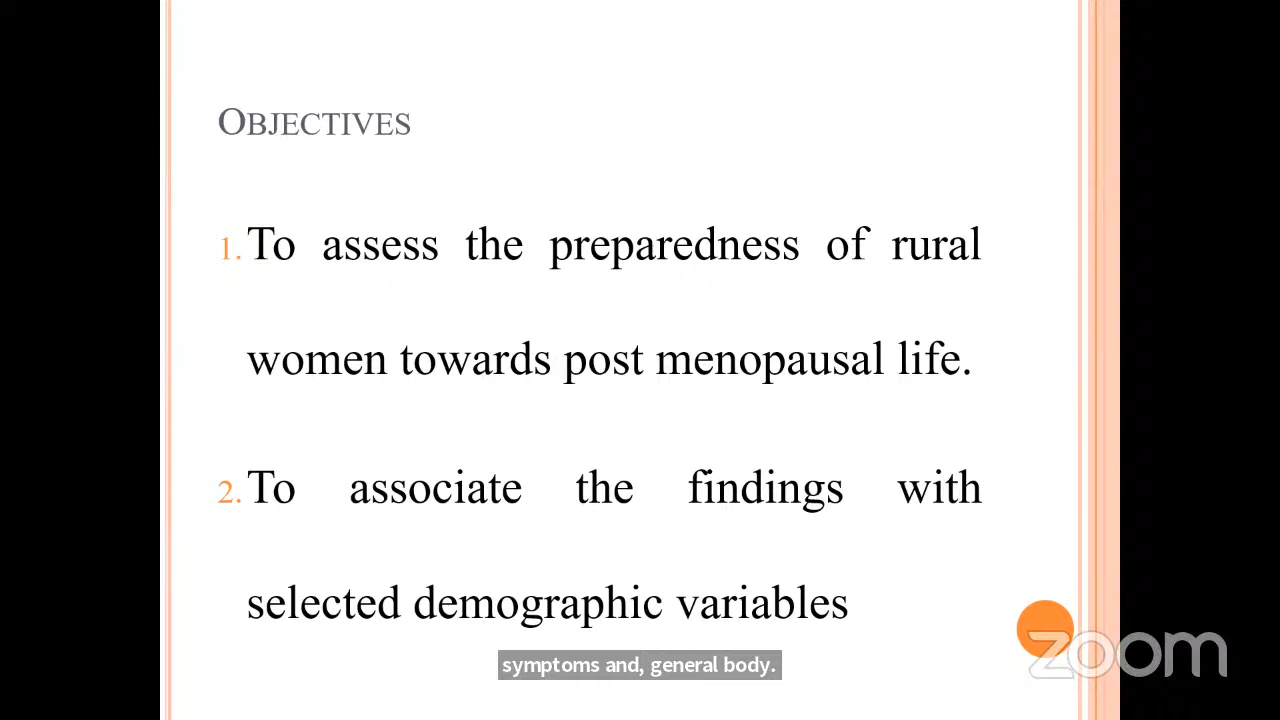 OBJECTIVES
1. To assess the preparedness of rural
women towards post menopausal life.
2. To associate the findings with
selected demographic variables
zoom
symptoms and, general body.